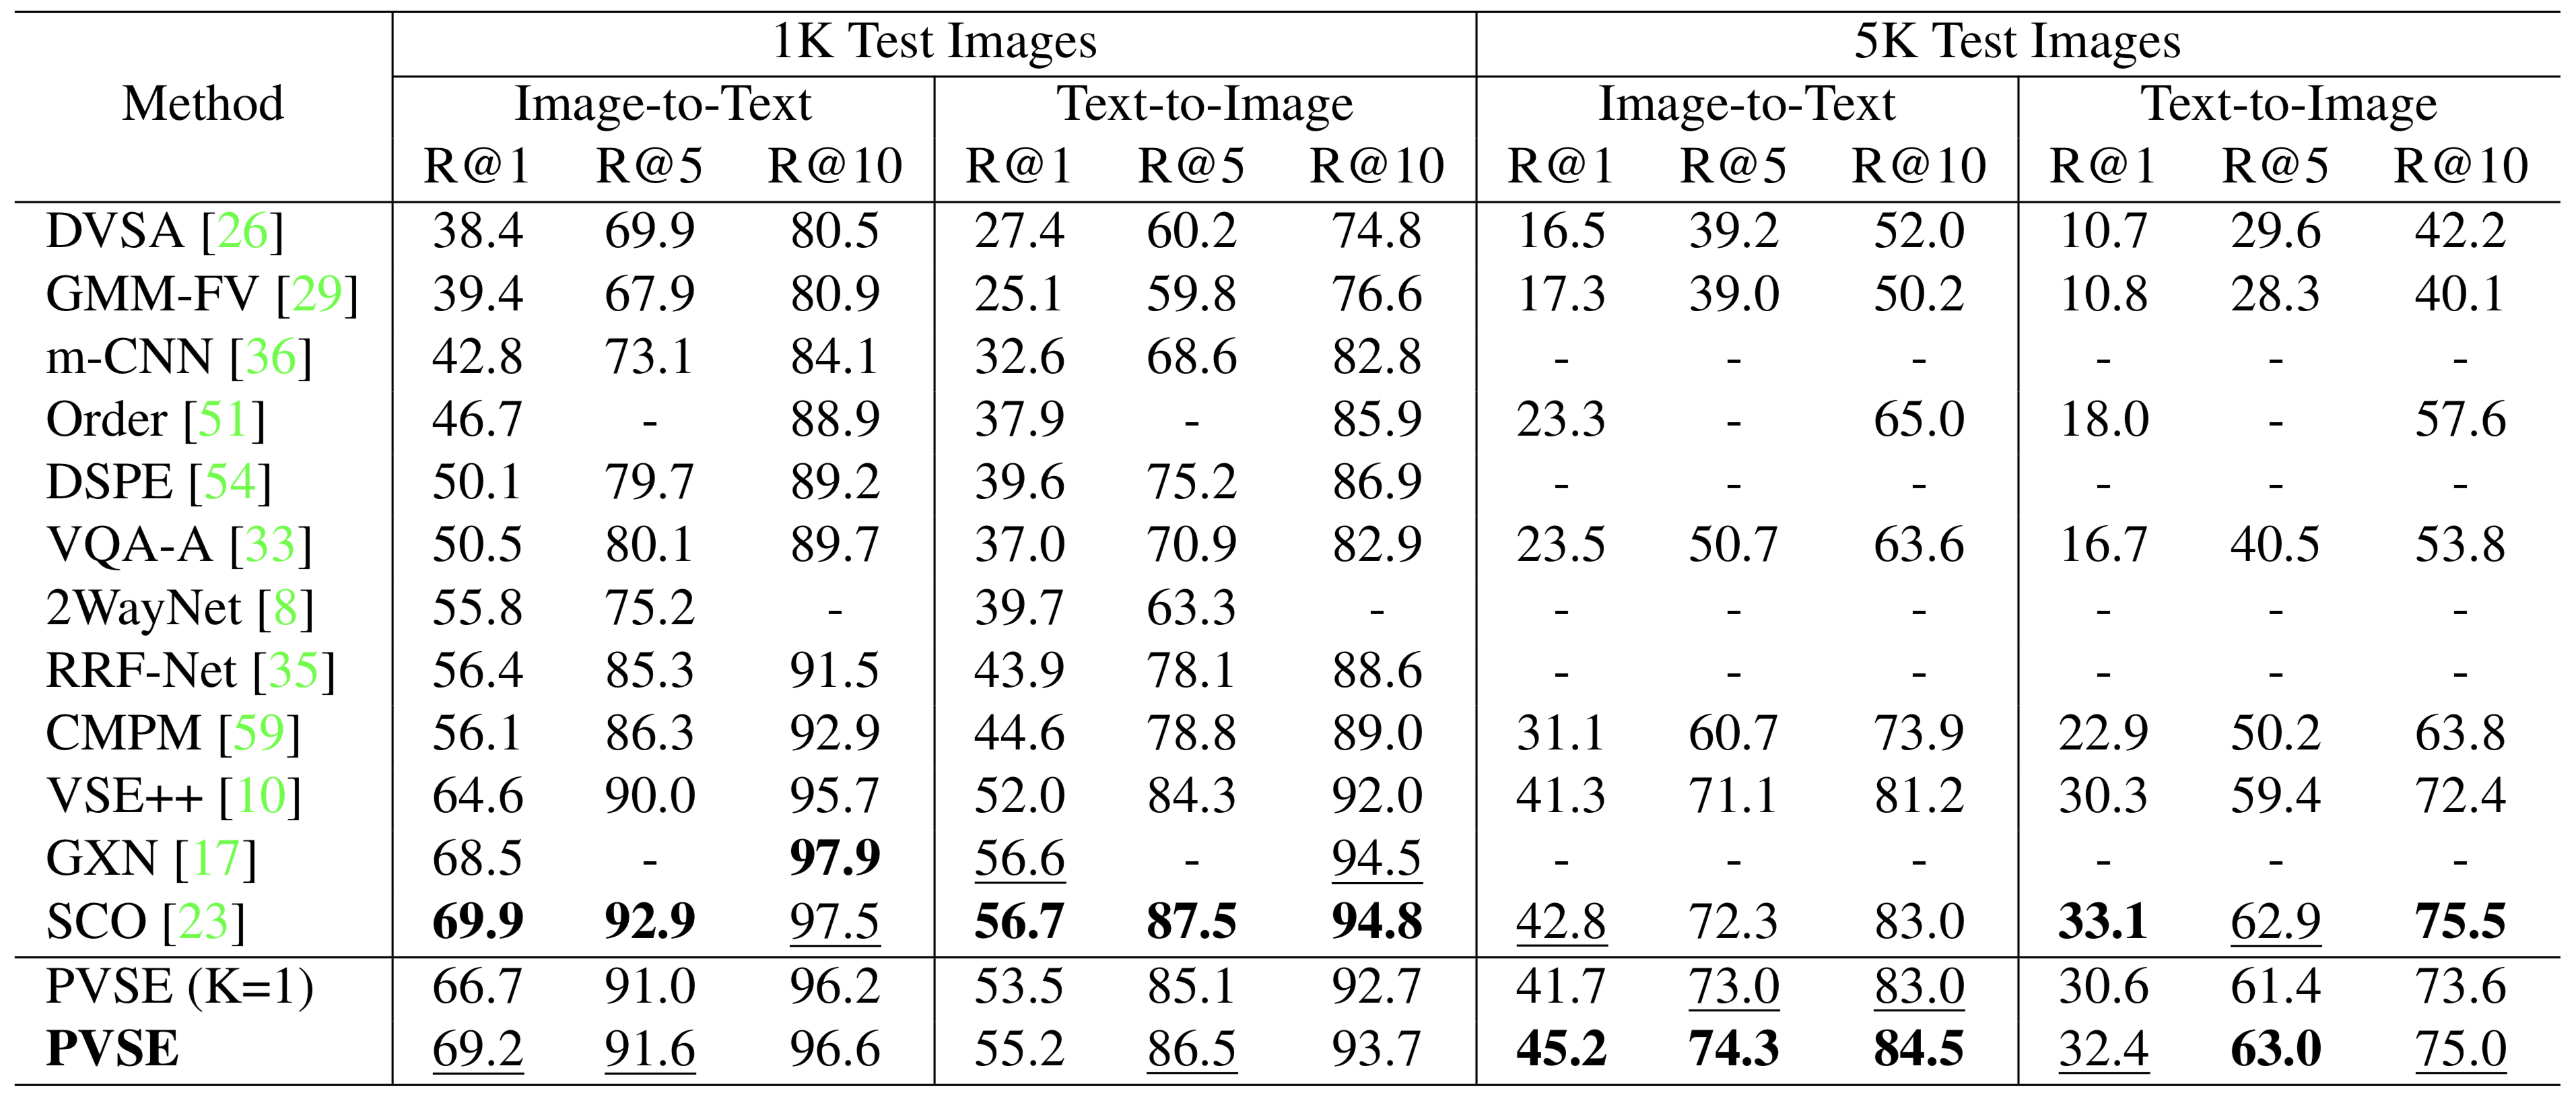 1K Test Images 5K Test Images
Method Image-to-Text Text-to-Image Image-to-Text Text-to-Image
R@1 R@5 R@10 R@1 R@5 R@10 R@1 R@5 R@10 R@1 R@5 R@10
DVSA [26] 38.4 69.9 80.5 27.4 60.2 74.8 16.5 39.2 52.0 10.7 29.6 42.2
GMM-FV [29] 39.4 67.9 80.9 25.1 59.8 76.6 17.3 39.0 50.2 10.8 28.3 40.1
m-CNN [36] 42.8 73.1 84.1 32.6 68.6 82.8 - - - - - -
Order [51] 46.7 - 88.9 37.9 - 85.9 23.3 - 65.0 18.0 - 57.6
DSPE [54] 50.1 79.7 89.2 39.6 75.2 86.9 - - - - - -
VQA-A [33] 50.5 80.1 89.7 37.0 70.9 82.9 23.5 50.7 63.6 16.7 40.5 53.8
2WayNet [8] 55.8 75.2 - 39.7 63.3 - - - - - - -
RRF-Net [35] 56.4 85.3 91.5 43.9 78.1 88.6 - - - - - -
CMPM [59] 56.1 86.3 92.9 44.6 78.8 89.0 31.1 60.7 73.9 22.9 50.2 63.8
VSE++ [10] 64.6 90.0 95.7 52.0 84.3 92.0 41.3 71.1 81.2 30.3 59.4 72.4
GXN [17] 68.5 - 97.9 56.6 - 94.5 - - - - - -
SCO [23] 69.9 92.9 97.5 56.7 87.5 94.8 42.8 72.3 83.0 33.1 62.9 75.5
PVSE (K=1) 66.7 91.0 96.2 53.5 85.1 92.7 41.7 73.0 83.0 30.6 61.4 73.6
PVSE 69.2 91.6 96.6 55.2 86.5 93.7 45.2 74.3 84.5 32.4 63.0 75.0